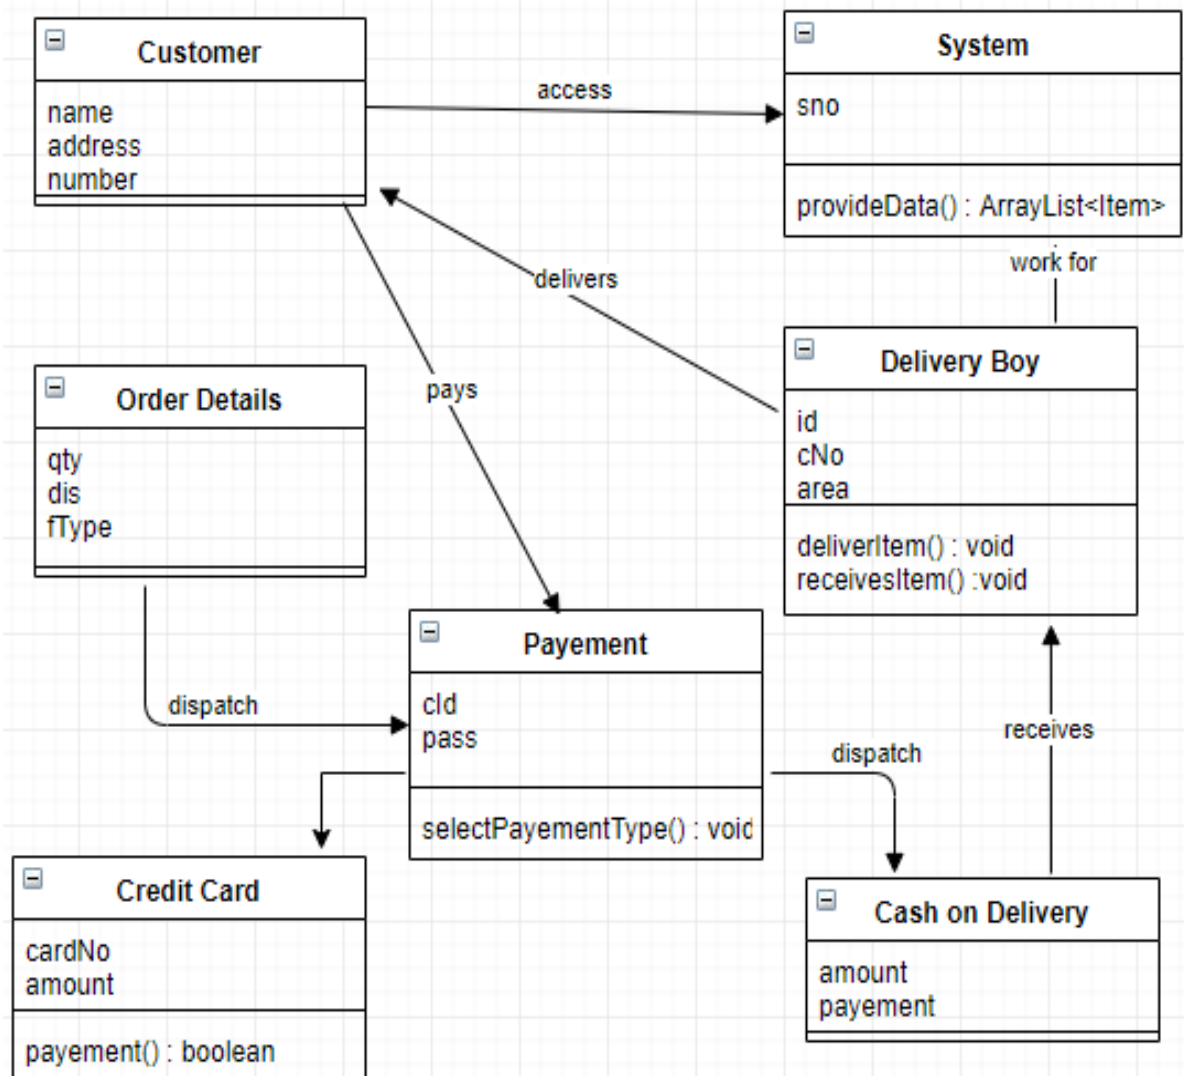 Customer
name
address
number
access
System
sno
provideData() : ArrayList<Item>
work for
delivers
pays
Order Details
qty
dis
fType
Delivery Boy
id
cNo
area
deliverItem() : void
receivesItem() :void
dispatch
Payement
cId
pass
selectPayementType() : void
dispatch
receives
Credit Card
cardNo
amount
payement() : boolean
Cash on Delivery
amount
payement